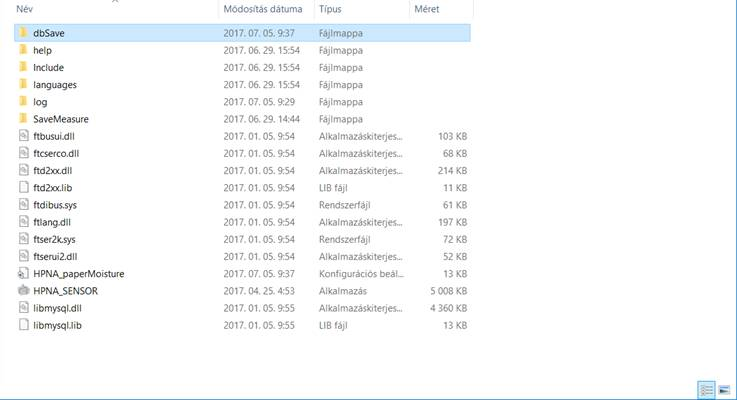 Név Módosítás dátuma Típus Méret
dbSave 2017. 07. 05. 9:37 Fájlmappa
help 2017. 06. 29. 15:54 Fájlmappa
Include 2017. 06. 29. 15:54 Fájlmappa
languages 2017. 06. 29. 15:54 Fájlmappa
log 2017. 07. 05. 9:29 Fájlmappa
SaveMeasure 2017. 06. 29. 14:44 Fájlmappa
ftbusui.dll 2017. 01. 05. 9:54 Alkalmazáskiterjes... 103 KB
ftcserco.dll 2017. 01. 05. 9:54 Alkalmazáskiterjes... 68 KB
ftd2xx.dll 2017. 01. 05. 9:54 Alkalmazáskiterjes... 214 KB
ftd2xx.lib 2017. 01. 05. 9:54 LIB fájl 11 KB
ftdibus.sys 2017. 01. 05. 9:54 Rendszerfájl 61 KB
ftlang.dll 2017. 01. 05. 9:54 Alkalmazáskiterjes... 197 KB
ftser2k.sys 2017. 01. 05. 9:54 Rendszerfájl 72 KB
ftserui2.dll 2017. 01. 05. 9:54 Alkalmazáskiterjes... 52 KB
HPNA_paperMoisture 2017. 07. 05. 9:37 Konfigurációs beál... 13 KB
HPNA_SENSOR 2017. 04. 25. 4:53 Alkalmazás 5 008 KB
libmysql.dll 2017. 01. 05. 9:55 Alkalmazáskiterjes... 4 360 KB
libmysql.lib 2017. 01. 05. 9:55 LIB fájl 13 KB